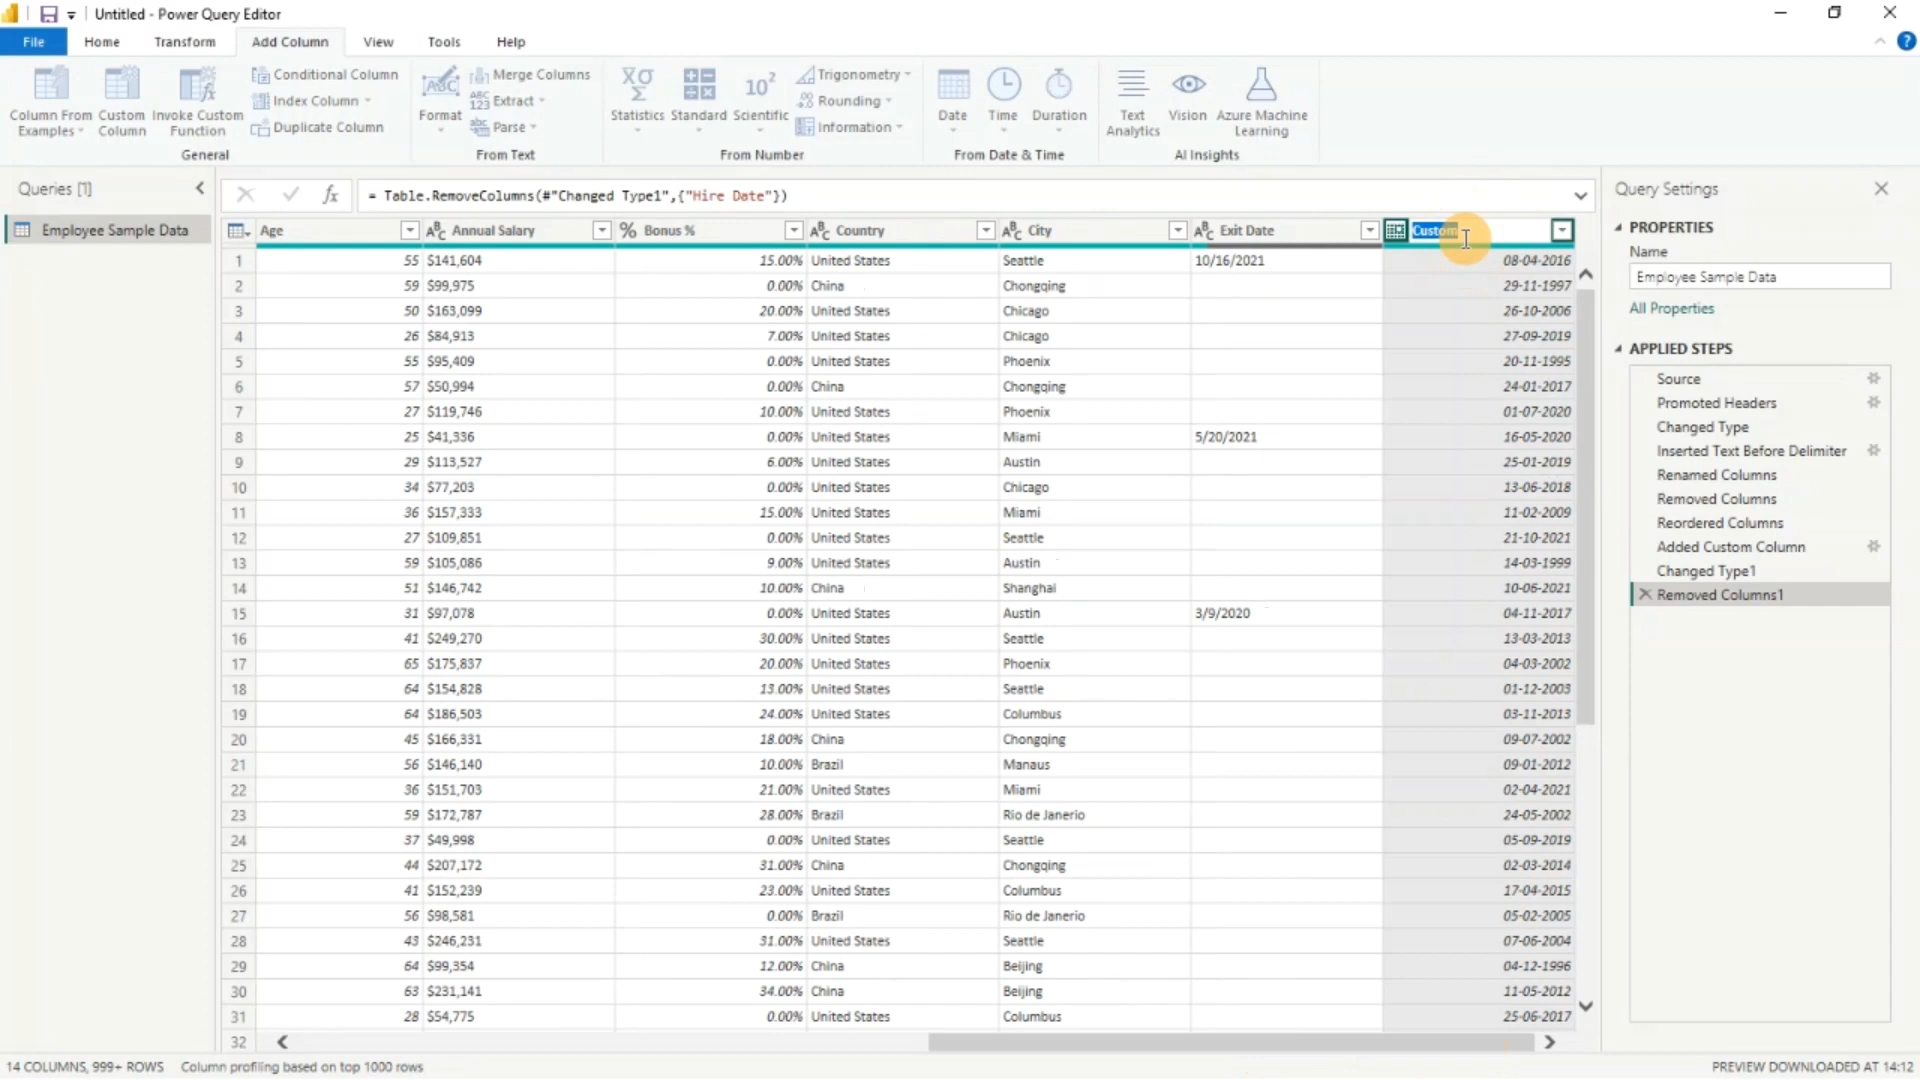 Untitled - Power Query Editor
File Home Transform Add Column View Tools Help
Column From Examples
Custom Column
Invoke Custom Function
Conditional Column
Index Column
Duplicate Column
General
Format
Merge Columns
Extract
Parse
From Text
Statistics
Standard
Scientific
Trigonometry
Rounding
Information
From Number
Date
Time
Duration
From Date & Time
Text Analytics
Vision
Azure Machine Learning
AI Insights
Queries [1]
Employee Sample Data
= Table.RemoveColumns(#"Changed Type1",{"Hire Date"})
Age Annual Salary % Bonus % Country City Exit Date Custom
1 55 $141,604 15.00% United States Seattle 10/16/2021 08-04-2016
2 59 $99,975 0.00% China Chongqing 29-11-1997
3 50 $163,099 20.00% United States Chicago 26-10-2006
4 26 $84,913 7.00% United States Chicago 27-09-2019
5 55 $95,409 0.00% United States Phoenix 20-11-1995
6 57 $50,994 0.00% China Chongqing 24-01-2017
7 27 $119,746 10.00% United States Phoenix 01-07-2020
8 25 $41,336 0.00% United States Miami 5/20/2021 16-05-2020
9 29 $113,527 6.00% United States Austin 25-01-2019
10 34 $77,203 0.00% United States Chicago 13-06-2018
11 36 $157,333 15.00% United States Miami 11-02-2009
12 27 $109,851 0.00% United States Seattle 21-10-2021
13 59 $105,086 9.00% United States Austin 14-03-1999
14 51 $146,742 10.00% China Shanghai 10-06-2021
15 31 $97,078 0.00% United States Austin 3/9/2020 04-11-2017
16 41 $249,270 30.00% United States Seattle 13-03-2013
17 65 $175,837 20.00% United States Phoenix 04-03-2002
18 64 $154,828 13.00% United States Seattle 01-12-2003
19 64 $186,503 24.00% United States Columbus 03-11-2013
20 45 $166,331 18.00% China Chongqing 09-07-2002
21 56 $146,140 10.00% Brazil Manaus 09-01-2012
22 36 $151,703 21.00% United States Miami 02-04-2021
23 59 $172,787 28.00% Brazil Rio de Janerio 24-05-2002
24 37 $49,998 0.00% United States Seattle 05-09-2019
25 44 $207,172 31.00% China Chongqing 02-03-2014
26 41 $152,239 23.00% United States Columbus 17-04-2015
27 56 $98,581 0.00% Brazil Rio de Janerio 05-02-2005
28 43 $246,231 31.00% United States Seattle 07-06-2004
29 64 $99,354 12.00% China Beijing 04-12-1996
30 63 $231,141 34.00% China Beijing 11-05-2012
31 28 $54,775 0.00% United States Columbus 25-06-2017
32
Query Settings
PROPERTIES
Name
Employee Sample Data
All Properties
APPLIED STEPS
Source
Promoted Headers
Changed Type
Inserted Text Before Delimiter
Renamed Columns
Removed Columns
Reordered Columns
Added Custom Column
Changed Type1
Removed Columns1
14 COLUMNS, 999+ ROWS Column profiling based on top 1000 rows
PREVIEW DOWNLOADED AT 14:12